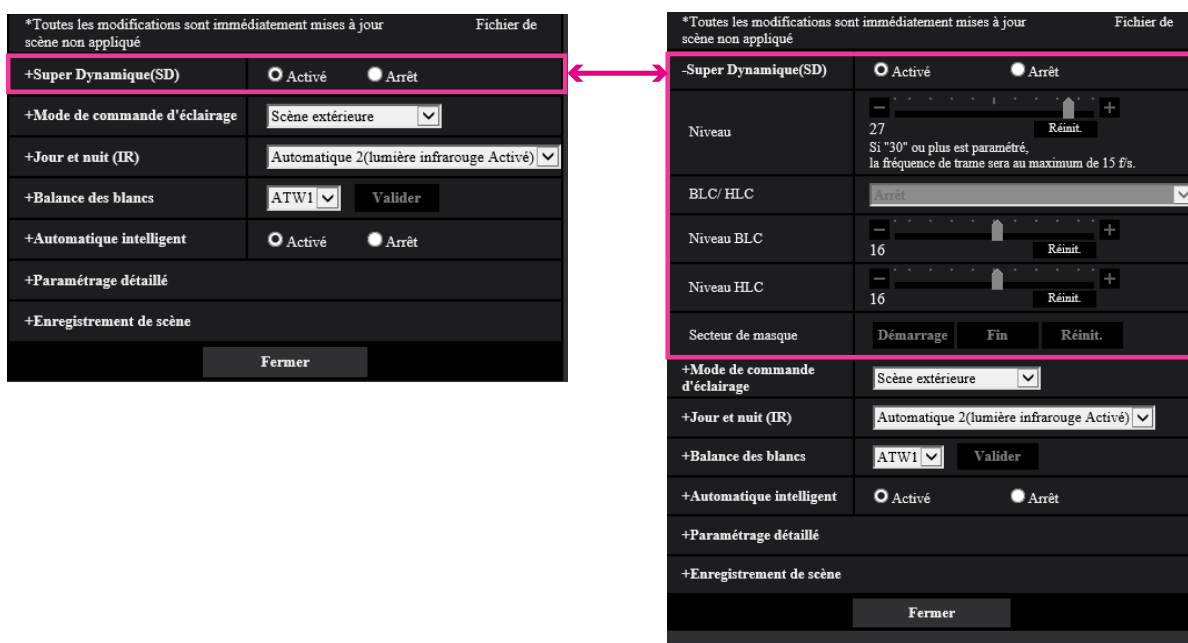 *Toutes les modifications sont immédiatement mises à jour Fichier de
scène non appliqué
+Super Dynamique(SD) Activé Arrêt
+Mode de commande d'éclairage Scène extérieure
+Jour et nuit (IR) Automatique 2(lumière infrarouge Activé)
+Balance des blancs ATW1 Valider
+Automatique intelligent Activé Arrêt
+Paramétrage détaillé
+Enregistrement de scène
Fermer
*Toutes les modifications sont immédiatement mises à jour Fichier de
scène non appliqué
-Super Dynamique(SD) Activé Arrêt
Niveau
27 Réinit.
Si "30" ou plus est paramétré,
la fréquence de trame sera au maximum de 15 f/s.
BLC/ HLC Arrêt
Niveau BLC
16 Réinit.
Niveau HLC
16 Réinit.
Secteur de masque Démarrage Fin Réinit.
+Mode de commande
d'éclairage Scène extérieure
+Jour et nuit (IR) Automatique 2(lumière infrarouge Activé)
+Balance des blancs ATW1 Valider
+Automatique intelligent Activé Arrêt
+Paramétrage détaillé
+Enregistrement de scène
Fermer